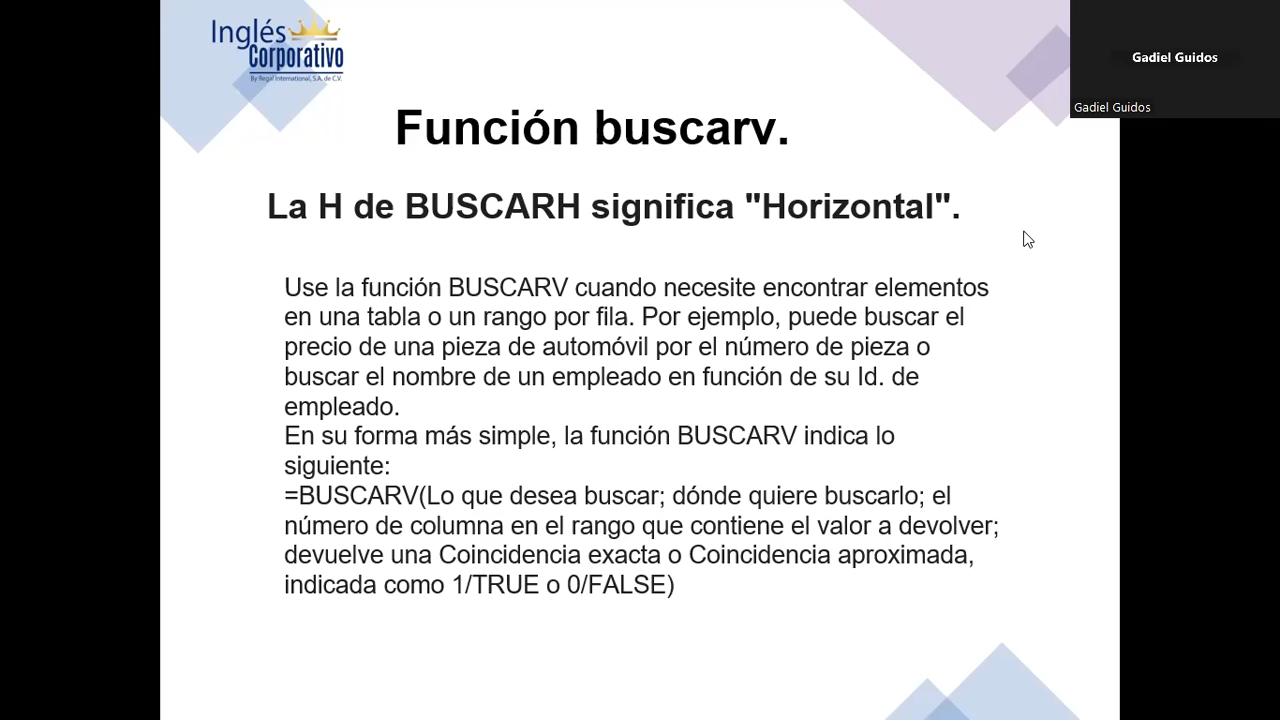 Inglés
Corporativo
By Regal International, S.A. de C.V.
Gadiel Guidos
Gadiel Guidos
Función buscarv.
La H de BUSCARH significa "Horizontal".
Use la función BUSCARV cuando necesite encontrar elementos
en una tabla o un rango por fila. Por ejemplo, puede buscar el
precio de una pieza de automóvil por el número de pieza o
buscar el nombre de un empleado en función de su Id. de
empleado.
En su forma más simple, la función BUSCARV indica lo
siguiente:
=BUSCARV(Lo que desea buscar; dónde quiere buscarlo; el
número de columna en el rango que contiene el valor a devolver;
devuelve una Coincidencia exacta o Coincidencia aproximada,
indicada como 1/TRUE o 0/FALSE)